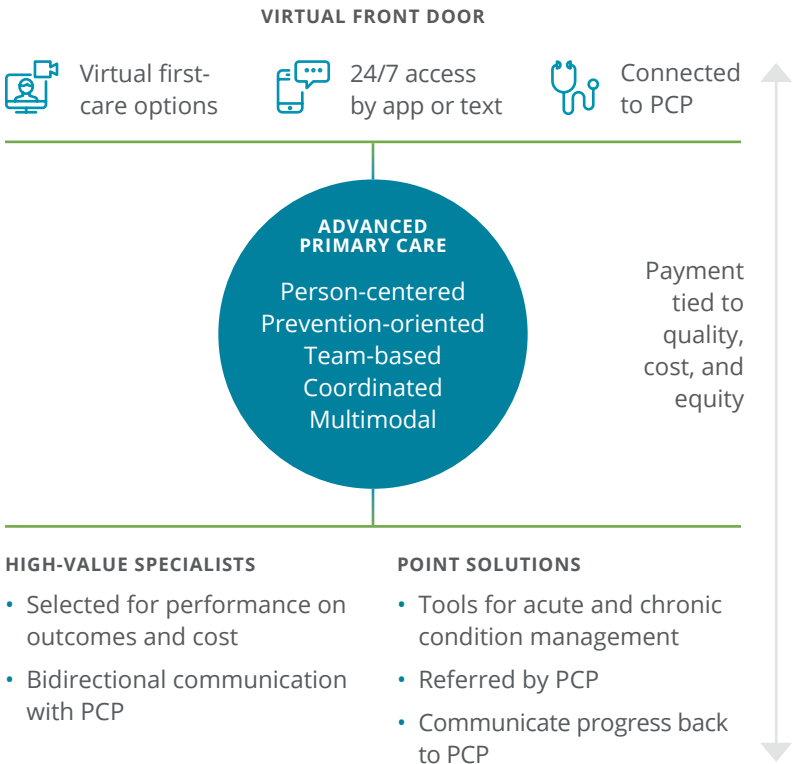 VIRTUAL FRONT DOOR
Virtual first-
care options
24/7 access
by app or text
Connected
to PCP
ADVANCED
PRIMARY CARE
Person-centered
Prevention-oriented
Team-based
Coordinated
Multimodal
Payment
tied to
quality,
cost, and
equity
HIGH-VALUE SPECIALISTS
• Selected for performance on
outcomes and cost
• Bidirectional communication
with PCP
POINT SOLUTIONS
• Tools for acute and chronic
condition management
• Referred by PCP
• Communicate progress back
to PCP